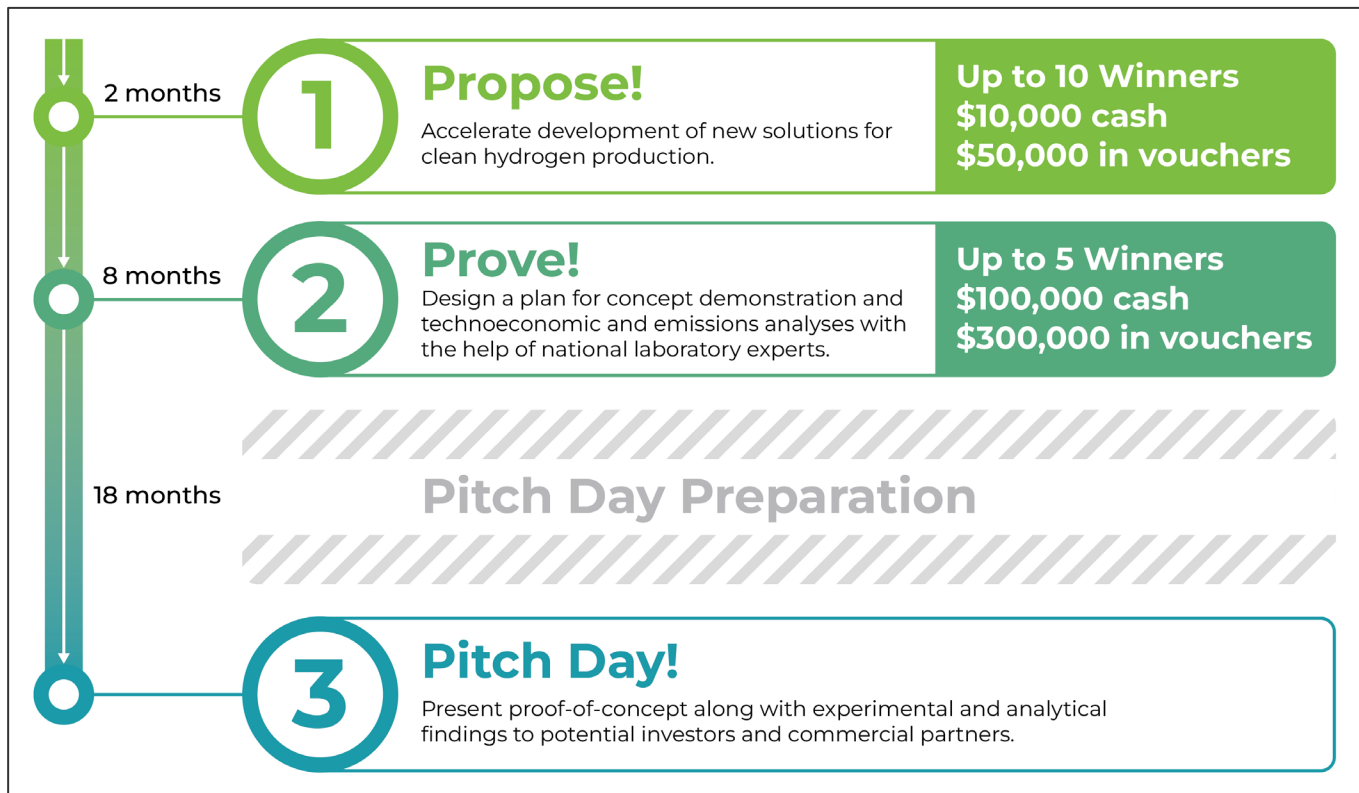 2 months
1
Propose!
Accelerate development of new solutions for
clean hydrogen production.
Up to 10 Winners
$10,000 cash
$50,000 in vouchers
8 months
2
Prove!
Design a plan for concept demonstration and
technoeconomic and emissions analyses with
the help of national laboratory experts.
Up to 5 Winners
$100,000 cash
$300,000 in vouchers
18 months
Pitch Day Preparation
3
Pitch Day!
Present proof-of-concept along with experimental and analytical
findings to potential investors and commercial partners.